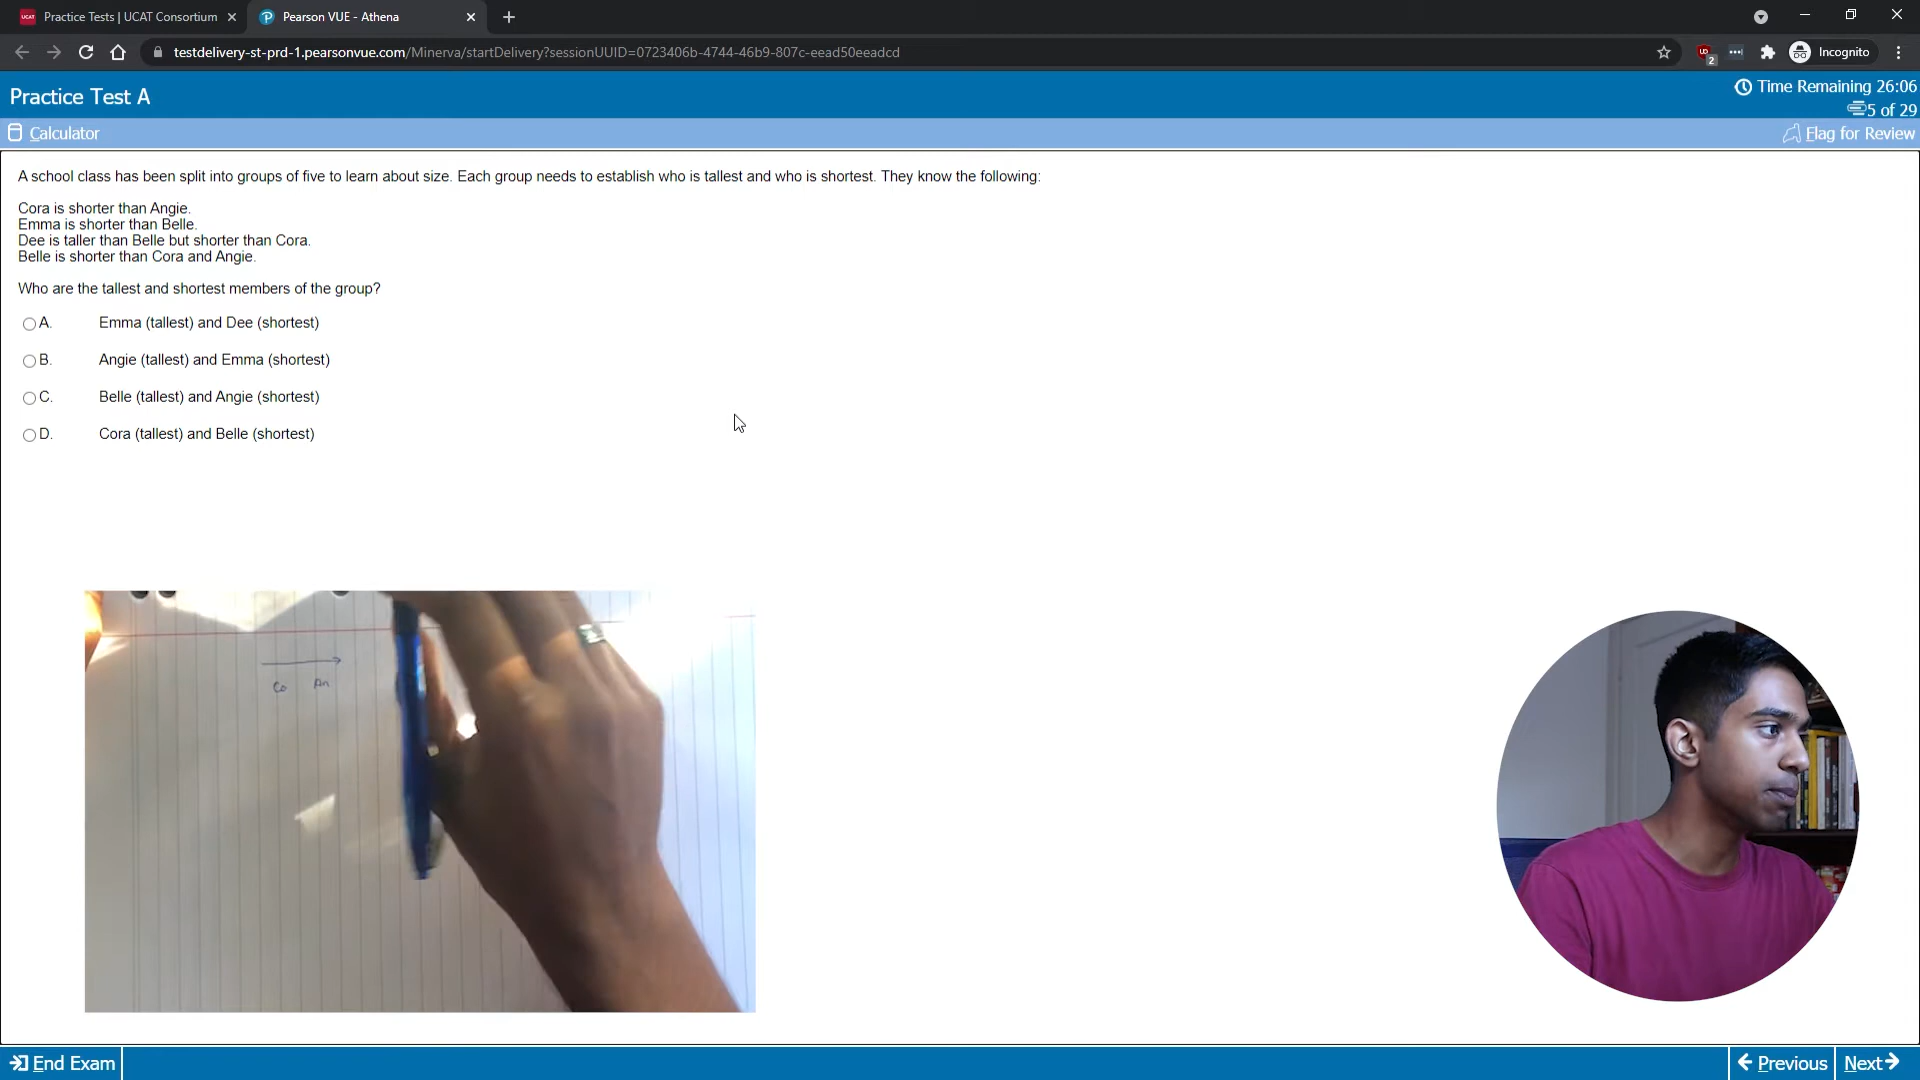 Practice Tests | UCAT Consortium
Pearson VUE - Athena
testdelivery-st-prd-1.pearsonvue.com/Minerva/startDelivery?sessionUUID=0723406b-4744-46b9-807c-eead50eeadcd
2
Incognito
Practice Test A
Time Remaining 26:06
5 of 29
Calculator
Flag for Review
A school class has been split into groups of five to learn about size. Each group needs to establish who is tallest and who is shortest. They know the following:
Cora is shorter than Angie.
Emma is shorter than Belle.
Dee is taller than Belle but shorter than Cora.
Belle is shorter than Cora and Angie.
Who are the tallest and shortest members of the group?
A. Emma (tallest) and Dee (shortest)
B. Angie (tallest) and Emma (shortest)
C. Belle (tallest) and Angie (shortest)
D. Cora (tallest) and Belle (shortest)
Co An
End Exam
Previous
Next